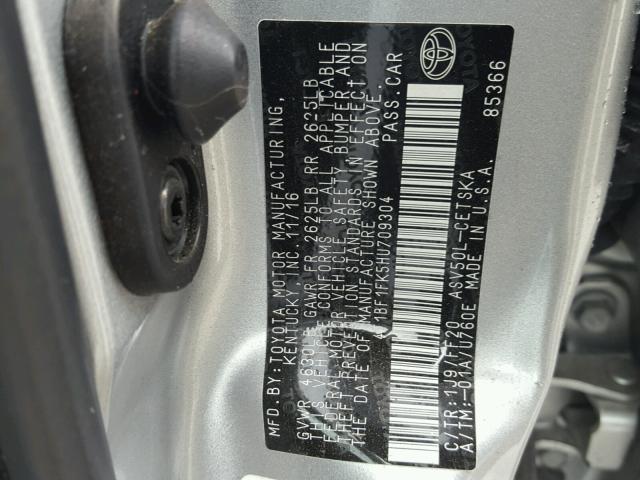 MFD. BY: TOYOTA MOTOR MANUFACTURING,
KENTUCKY, INC. 11/16
GVWR 4630LB GAWR FR 2625LB RR 2625LB
THIS VEHICLE CONFORMS TO ALL APPLICABLE
FEDERAL MOTOR VEHICLE SAFETY, BUMPER, AND
THEFT PREVENTION STANDARDS IN EFFECT ON
THE DATE OF MANUFACTURE SHOWN ABOVE.
PASS. CAR
BF1FK5HU709304
C/TR: 1J9/FF20 ASV50L-CETSKA
A/TM: -01A/U760E MADE IN U.S.A.
85366